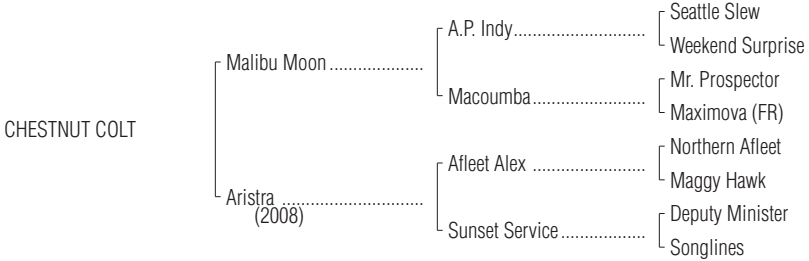 Seattle Slew
A.P. Indy
Weekend Surprise
Malibu Moon
Mr. Prospector
Macoumba
Maximova (FR)
CHESTNUT COLT
Northern Afleet
Afleet Alex
Maggy Hawk
Aristra
(2008)
Deputy Minister
Sunset Service
Songlines